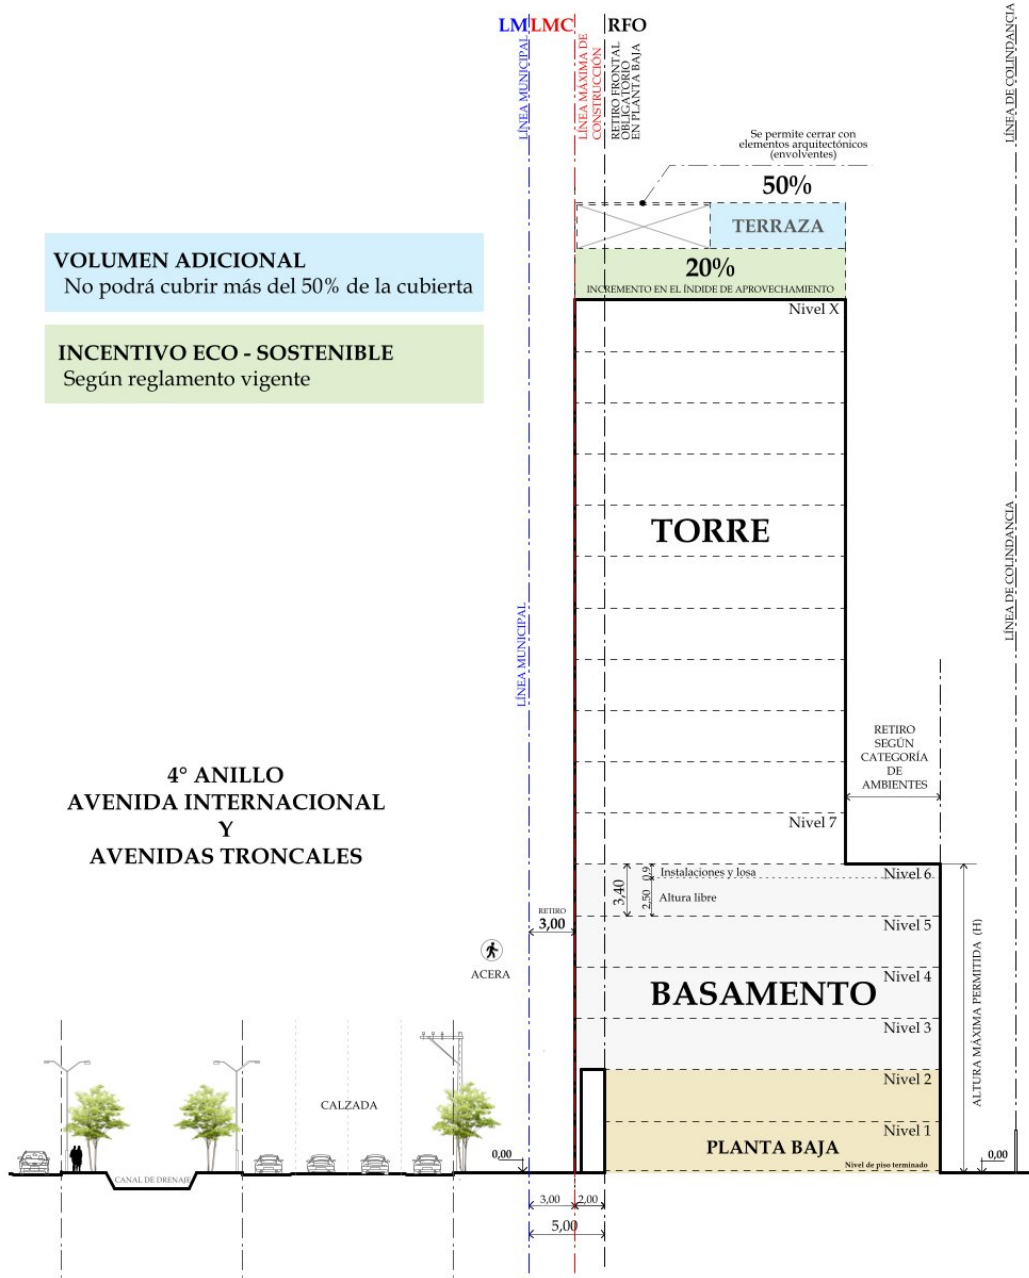 LM LMC RFO
LÍNEA MUNICIPAL
LÍNEA MÁXIMA DE
CONSTRUCCIÓN
RETIRO FRONTAL
OBLIGATORIO
EN PLANTA BAJA
LÍNEA DE COLINDANCIA
Se permite cerrar con
elementos arquitectónicos
(envolventes)
50%
TERRAZA
VOLUMEN ADICIONAL
No podrá cubrir más del 50% de la cubierta
20%
INCREMENTO EN EL ÍNDIDE DE APROVECHAMIENTO
Nivel X
INCENTIVO ECO - SOSTENIBLE
Según reglamento vigente
TORRE
LÍNEA DE COLINDANCIA
LÍNEA MUNICIPAL
RETIRO
SEGÚN
CATEGORÍA
DE
AMBIENTES
4° ANILLO
AVENIDA INTERNACIONAL
Y
AVENIDAS TRONCALES
Nivel 7
3,40
0,9
Instalaciones y losa
Nivel 6
2,50
Altura libre
RETIRO
3,00
Nivel 5
ACERA
Nivel 4
BASAMENTO
Nivel 3
ALTURA MÁXIMA PERMITIDA (H)
Nivel 2
CALZADA
Nivel 1
PLANTA BAJA
Nivel de piso terminado
0,00
0,00
CANAL DE DRENAJE
3,00
2,00
5,00